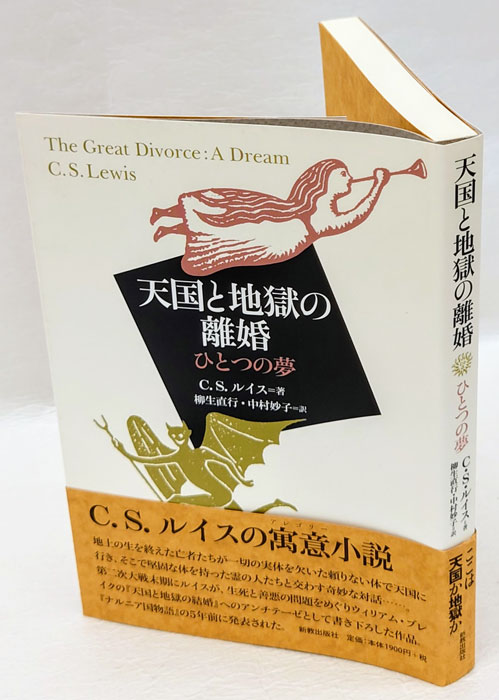 The Great Divorce : A Dream
C.S.Lewis
天国と地獄の
離婚
ひとつの夢
C.S.ルイス=著
柳生直行・中村妙子=訳
アレゴリー
C.S.ルイスの寓意小説
地上の生を終えた亡者たちが一切の実体を欠いた頼りない体で天国に
行き、そこで堅固な体を持った霊の人たちと交わす奇妙な対話……。
第二次大戦末期にルイスが、生死と善悪の問題をめぐりウィリアム・ブレ
イクの『天国と地獄の結婚』へのアンチテーゼとして書き下ろした作品。
『ナルニア国物語』の5年前に発表された。
新教出版社 定価:本体1900円+税
天国と地獄の離婚 ひとつの夢
C・S・ルイス 著
柳生直行・中村妙子 訳
ここは
天国か地獄か
新教出版社